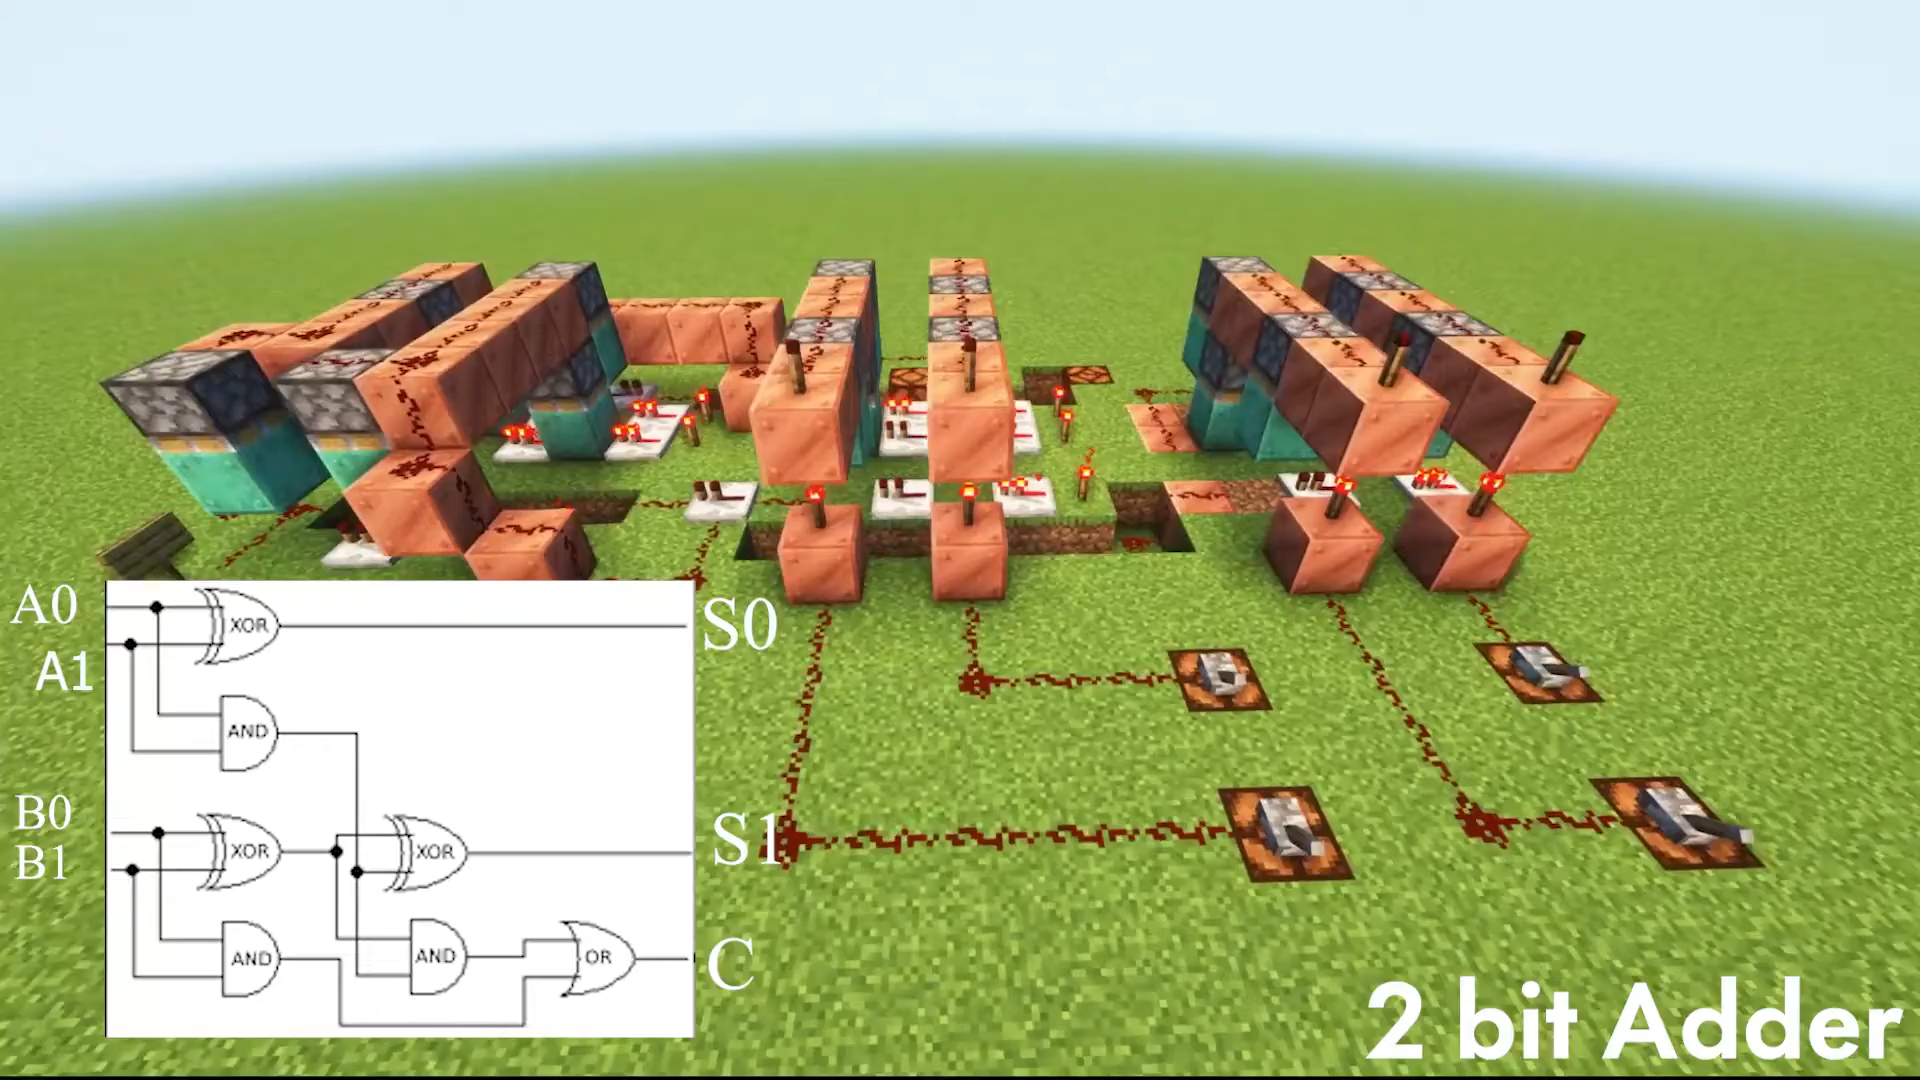 A0
XOR
S0
A1
AND
B0
XOR
XOR
S1
B1
AND
AND
OR
C
2 bit Adder